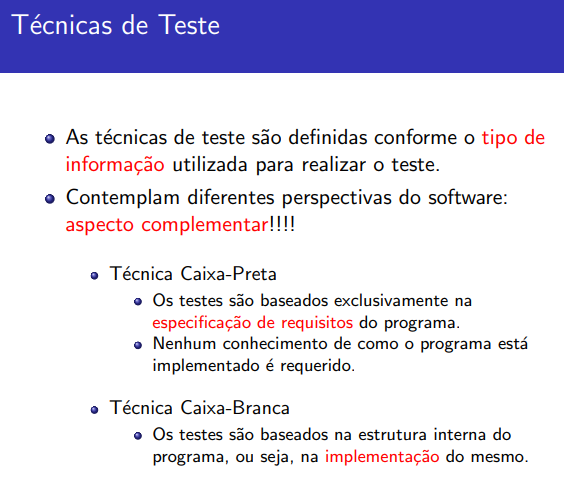 Técnicas de Teste
As técnicas de teste são definidas conforme o tipo de
informação utilizada para realizar o teste.
Contemplam diferentes perspectivas do software:
aspecto complementar!!!!
Técnica Caixa-Preta
Os testes são baseados exclusivamente na
especificação de requisitos do programa.
Nenhum conhecimento de como o programa está
implementado é requerido.
Técnica Caixa-Branca
Os testes são baseados na estrutura interna do
programa, ou seja, na implementação do mesmo.